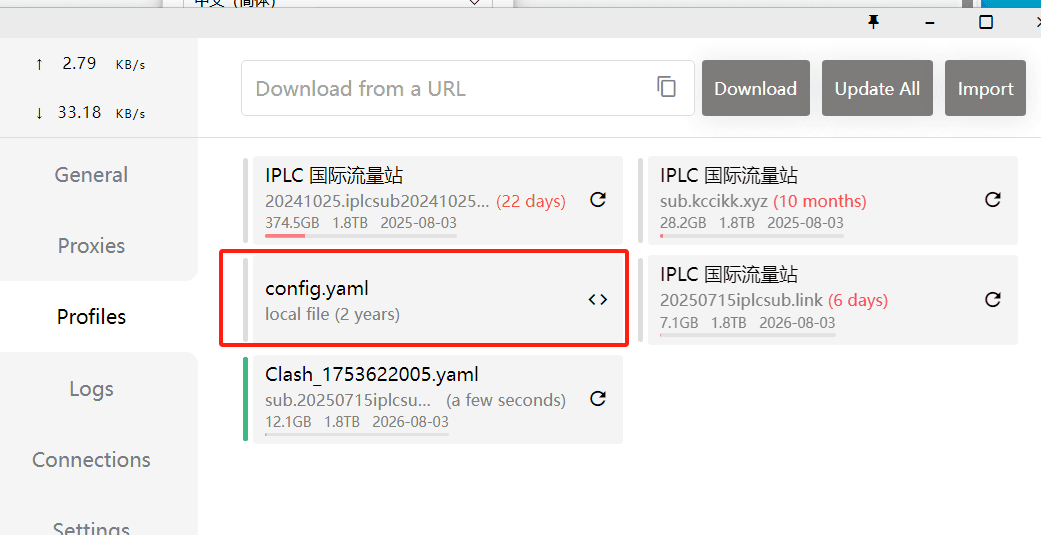 中文（简体）
↑ 2.79 KB/s
↓ 33.18 KB/s
General
Proxies
Profiles
Logs
Connections
Settings
Download from a URL
Download
Update All
Import
IPLC 国际流量站
20241025.iplcsub20241025... (22 days)
374.5GB 1.8TB 2025-08-03
IPLC 国际流量站
sub.kccikk.xyz (10 months)
28.2GB 1.8TB 2025-08-03
config.yaml
local file (2 years)
IPLC 国际流量站
20250715iplcsub.link (6 days)
7.1GB 1.8TB 2026-08-03
Clash_1753622005.yaml
sub.20250715iplcsu... (a few seconds)
12.1GB 1.8TB 2026-08-03